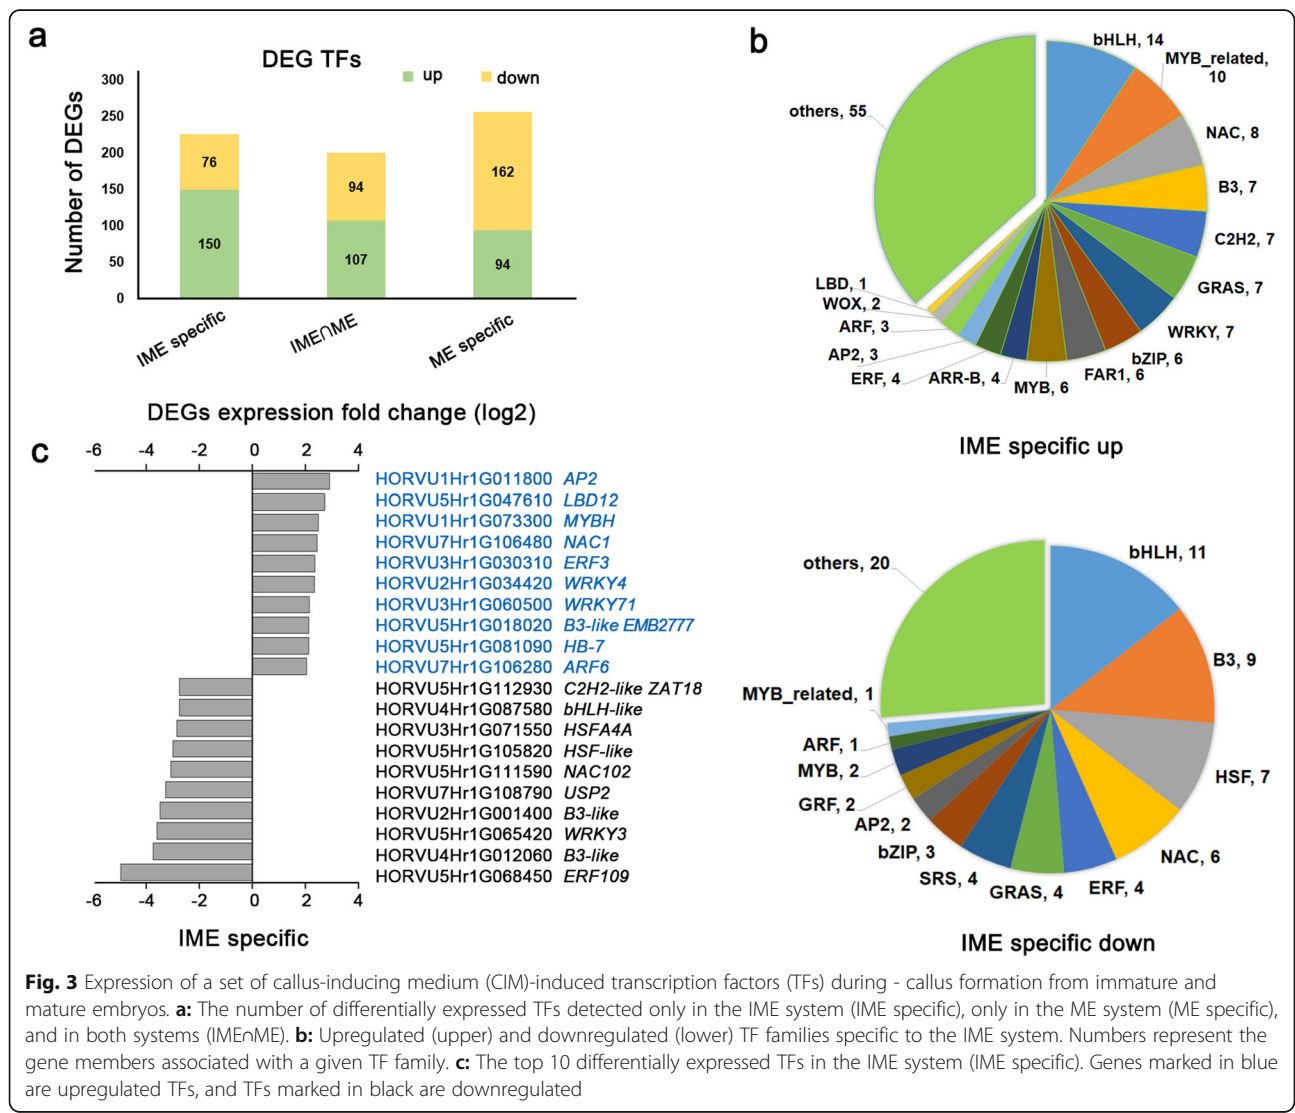 a
DEG TFs
up
down
Number of DEGs
300
250
200
150
100
50
0
76
150
94
107
162
94
IME specific
IME∩ME
ME specific
b
bHLH, 14
MYB_related,
10
NAC, 8
B3, 7
C2H2, 7
GRAS, 7
WRKY, 7
bZIP, 6
FAR1, 6
MYB, 6
ARR-B, 4
ERF, 4
AP2, 3
ARF, 3
WOX, 2
LBD, 1
others, 55
IME specific up
bHLH, 11
B3, 9
HSF, 7
NAC, 6
ERF, 4
GRAS, 4
SRS, 4
bZIP, 3
AP2, 2
GRF, 2
MYB, 2
ARF, 1
MYB_related, 1
others, 20
IME specific down
c
DEGs expression fold change (log2)
-6 -4 -2 0 2 4
HORVU1Hr1G011800 AP2
HORVU5Hr1G047610 LBD12
HORVU1Hr1G073300 MYBH
HORVU7Hr1G106480 NAC1
HORVU3Hr1G030310 ERF3
HORVU2Hr1G034420 WRKY4
HORVU3Hr1G060500 WRKY71
HORVU5Hr1G018020 B3-like EMB2777
HORVU5Hr1G081090 HB-7
HORVU7Hr1G106280 ARF6
HORVU5Hr1G112930 C2H2-like ZAT18
HORVU4Hr1G087580 bHLH-like
HORVU3Hr1G071550 HSFA4A
HORVU5Hr1G105820 HSF-like
HORVU5Hr1G111590 NAC102
HORVU7Hr1G108790 USP2
HORVU2Hr1G001400 B3-like
HORVU5Hr1G065420 WRKY3
HORVU4Hr1G012060 B3-like
HORVU5Hr1G068450 ERF109
-6 -4 -2 0 2 4
IME specific
Fig. 3 Expression of a set of callus-inducing medium (CIM)-induced transcription factors (TFs) during - callus formation from immature and
mature embryos. a: The number of differentially expressed TFs detected only in the IME system (IME specific), only in the ME system (ME specific),
and in both systems (IME∩ME). b: Upregulated (upper) and downregulated (lower) TF families specific to the IME system. Numbers represent the
gene members associated with a given TF family. c: The top 10 differentially expressed TFs in the IME system (IME specific). Genes marked in blue
are upregulated TFs, and TFs marked in black are downregulated